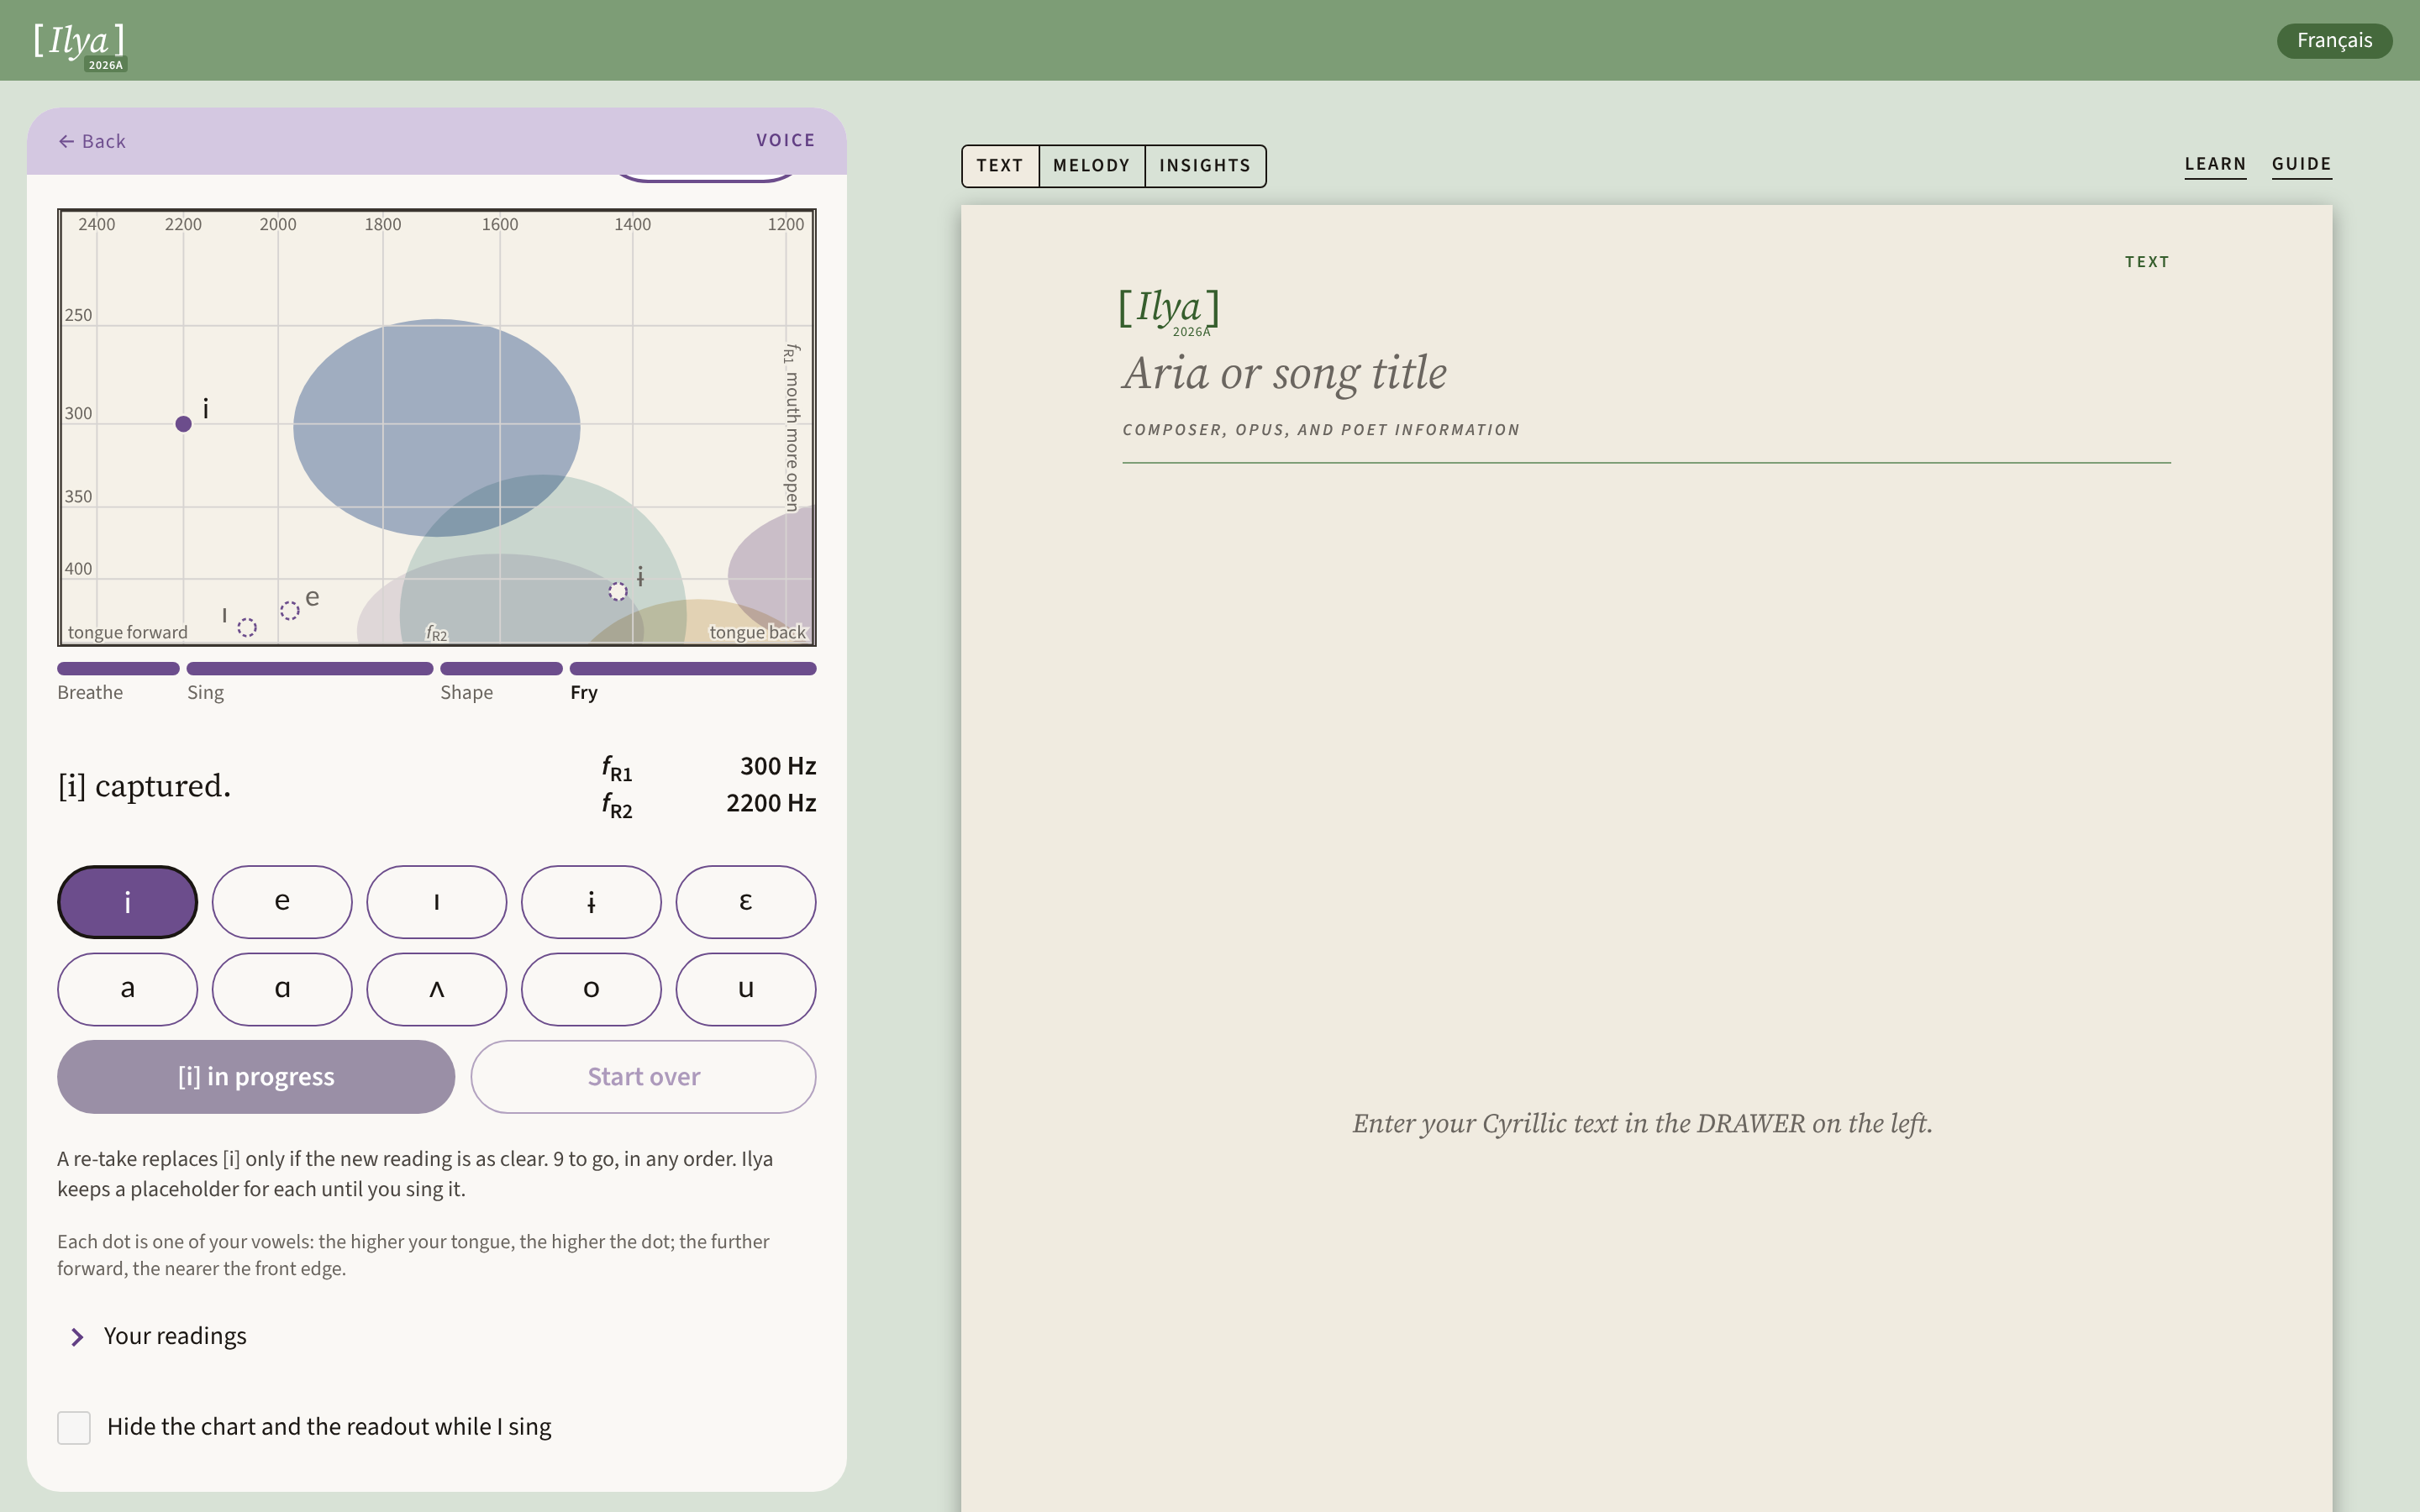 [Ilya]
2026A
Français
← Back
VOICE
2400 2200 2000 1800 1600 1400 1200
250
300
350
400
i
e
ı
ɨ
fR1 mouth more open
tongue forward
fR2
tongue back
Breathe Sing Shape Fry
[i] captured.
fR1 300 Hz
fR2 2200 Hz
i e ı ɨ ɛ
a ɑ ʌ o u
[i] in progress
Start over
A re-take replaces [i] only if the new reading is as clear. 9 to go, in any order. Ilya
keeps a placeholder for each until you sing it.
Each dot is one of your vowels: the higher your tongue, the higher the dot; the further
forward, the nearer the front edge.
Your readings
Hide the chart and the readout while I sing
TEXT MELODY INSIGHTS
LEARN GUIDE
TEXT
[Ilya]
2026A
Aria or song title
COMPOSER, OPUS, AND POET INFORMATION
Enter your Cyrillic text in the DRAWER on the left.